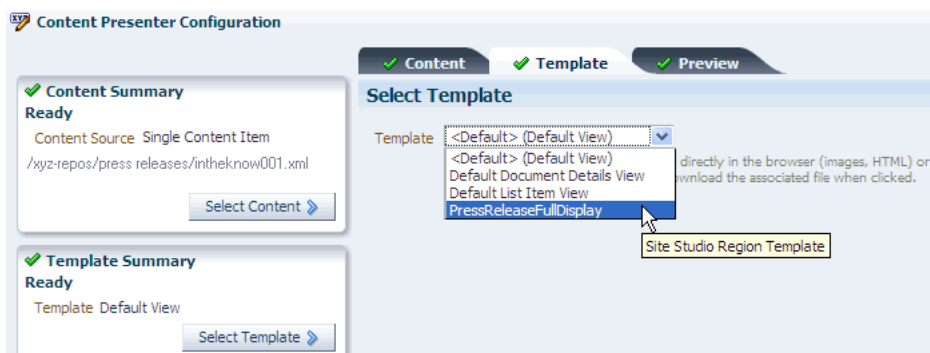 Content Presenter Configuration
Content
Template
Preview
Content Summary
Ready
Content Source Single Content Item
/xyz-repos/press releases/intheknow001.xml
Select Content
Template Summary
Ready
Template Default View
Select Template
Select Template
Template <Default> (Default View)
<Default> (Default View)
Default Document Details View
Default List Item View
PressReleaseFullDisplay
directly in the browser (images, HTML) or
ownload the associated file when clicked.
Site Studio Region Template